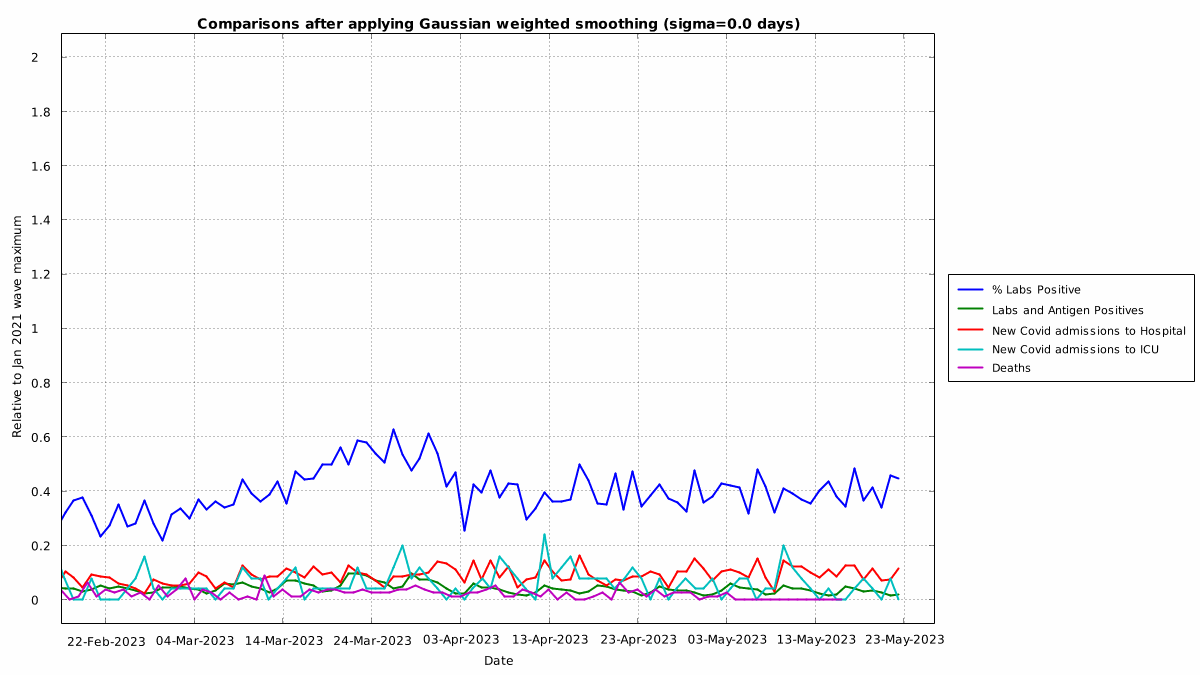 Comparisons after applying Gaussian weighted smoothing (sigma=0.0 days)
Relative to Jan 2021 wave maximum
2
1.8
1.6
1.4
1.2
1
0.8
0.6
0.4
0.2
0
22-Feb-2023 04-Mar-2023 14-Mar-2023 24-Mar-2023 03-Apr-2023 13-Apr-2023 23-Apr-2023 03-May-2023 13-May-2023 23-May-2023
Date
% Labs Positive
Labs and Antigen Positives
New Covid admissions to Hospital
New Covid admissions to ICU
Deaths